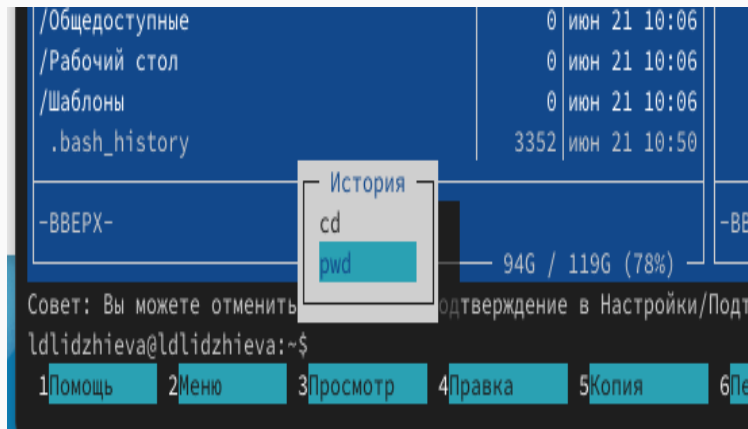 /Общедоступные 0 июн 21 10:06
/Рабочий стол 0 июн 21 10:06
/Шаблоны 0 июн 21 10:06
.bash_history 3352 июн 21 10:50
История
cd
pwd
-ВВЕРХ-
94G / 119G (78%)
Совет: Вы можете отменить подтверждение в Настройки/Подт
ldlidzhieva@ldlidzhieva:~$
1Помощь 2Меню 3Просмотр 4Правка 5Копия 6Пе